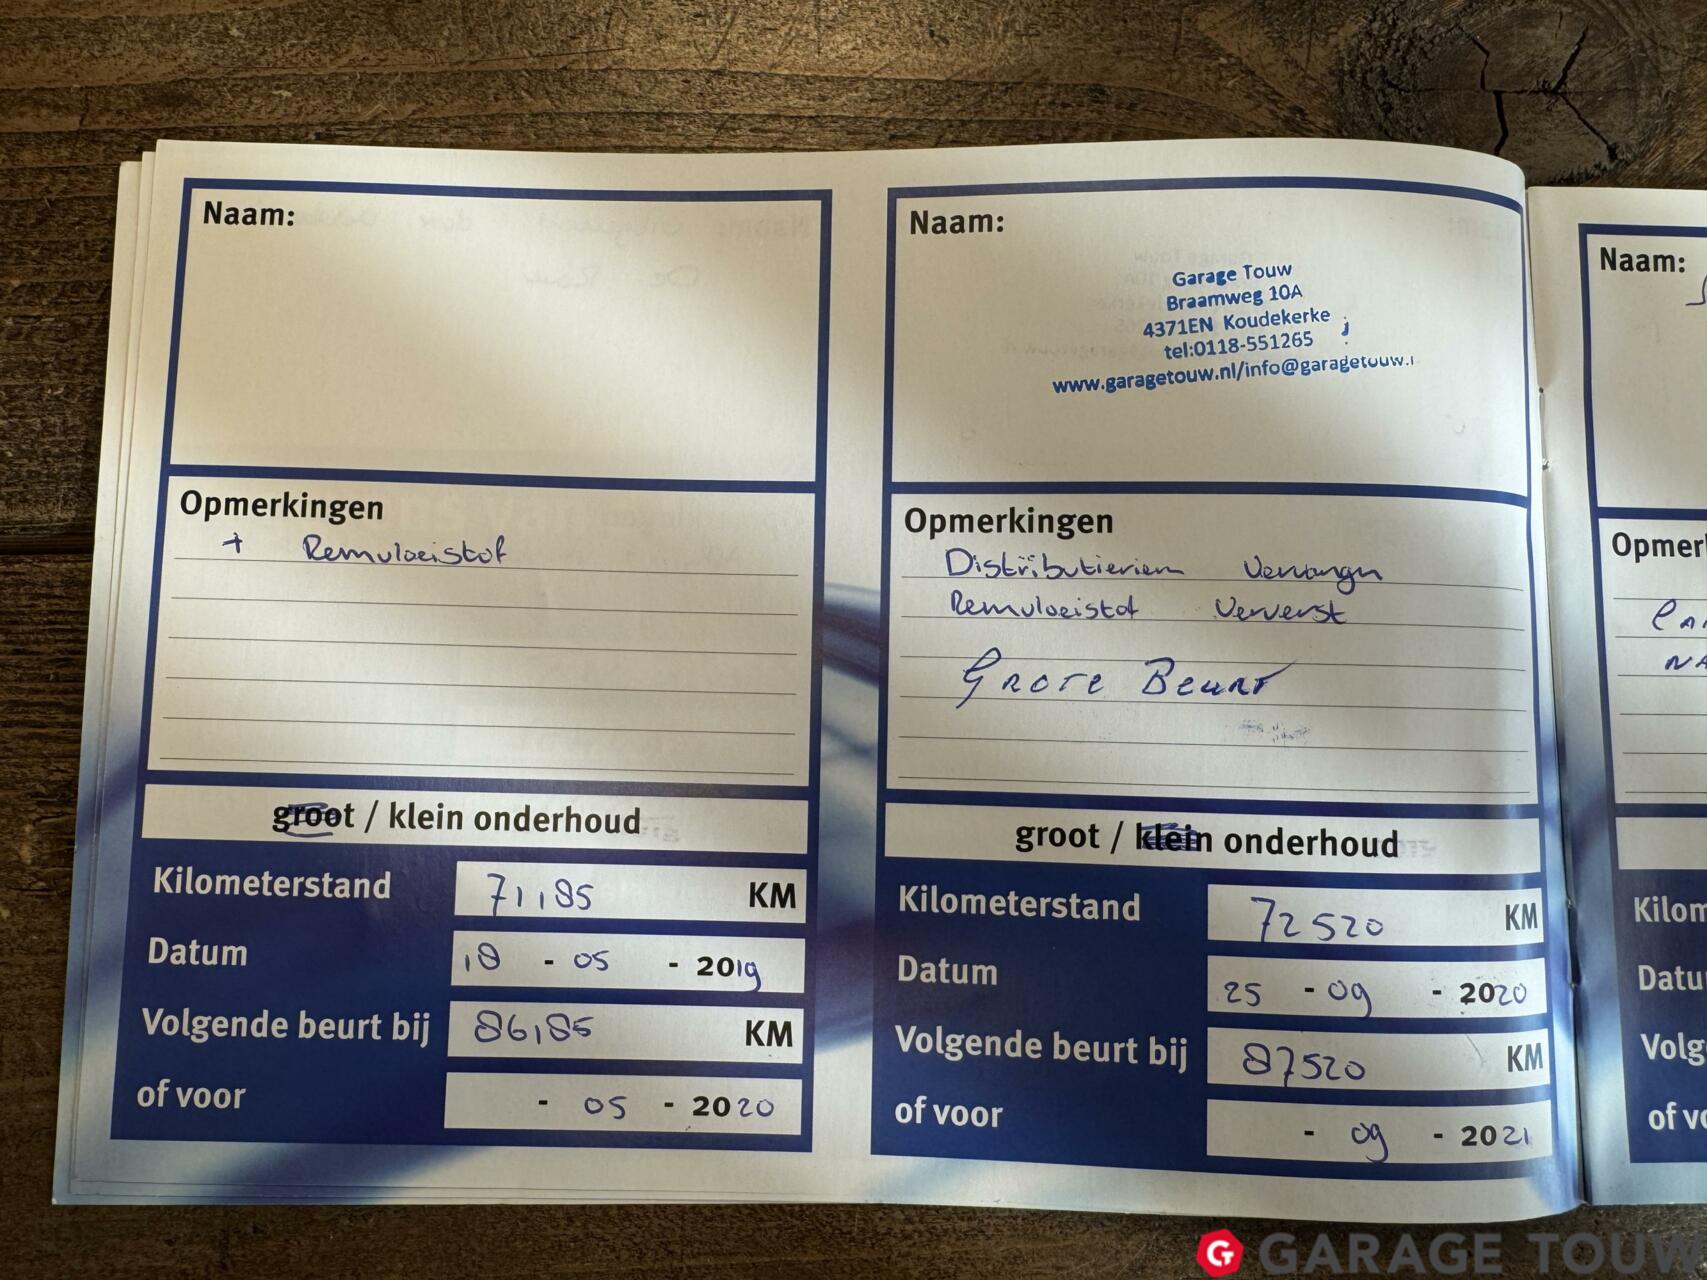 Naam:
Opmerkingen
+ Remvloeistof
groot / klein onderhoud
Kilometerstand 71185 KM
Datum 18 - 05 - 2019
Volgende beurt bij 86185 KM
of voor - 05 - 2020
Naam:
Garage Touw
Braamweg 10A
4371EN Koudekerke
tel:0118-551265
www.garagetouw.nl/info@garagetouw.
Opmerkingen
Distributieriem Vervangn
Remvloeistof Ververst
Grote Beurt
groot / klein onderhoud
Kilometerstand 72520 KM
Datum 25 - 09 - 2020
Volgende beurt bij 87520 KM
of voor - 09 - 2021
Naam:
Opmer
Kilom
Datu
Volg
of vo
GARAGE TOUW